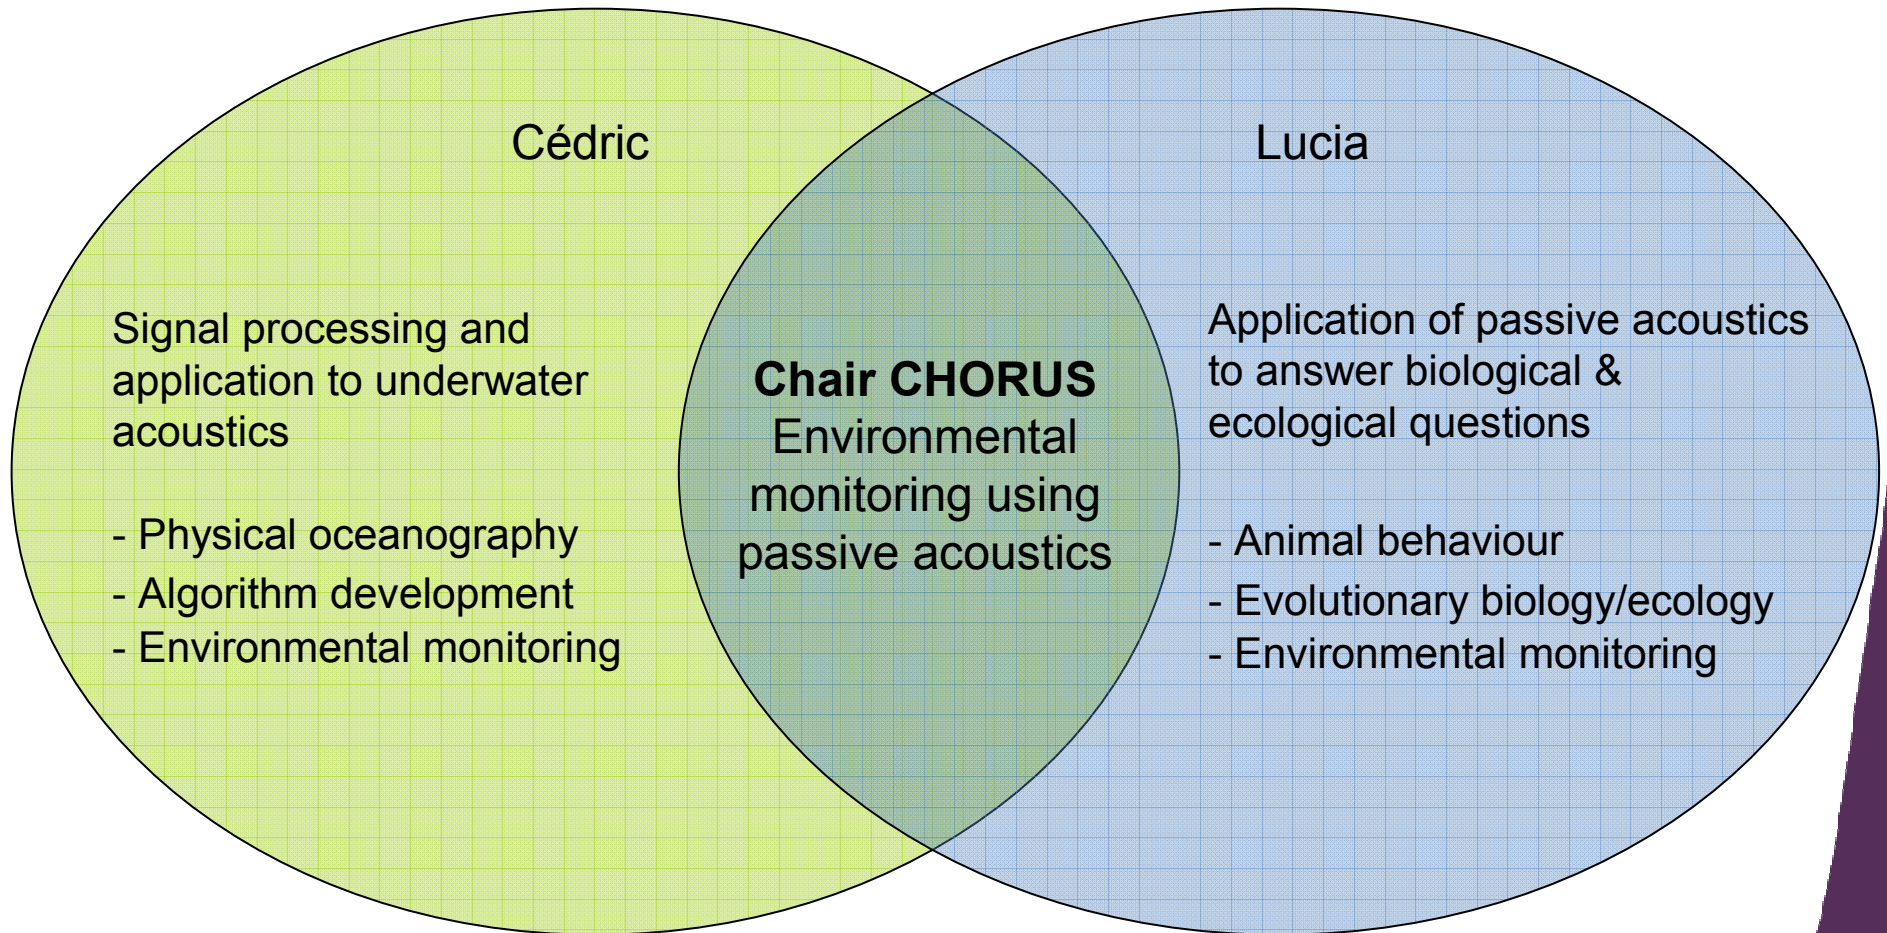 Cédric
Signal processing and
application to underwater
acoustics
- Physical oceanography
- Algorithm development
- Environmental monitoring
Chair CHORUS
Environmental
monitoring using
passive acoustics
Lucia
Application of passive acoustics
to answer biological &
ecological questions
- Animal behaviour
- Evolutionary biology/ecology
- Environmental monitoring